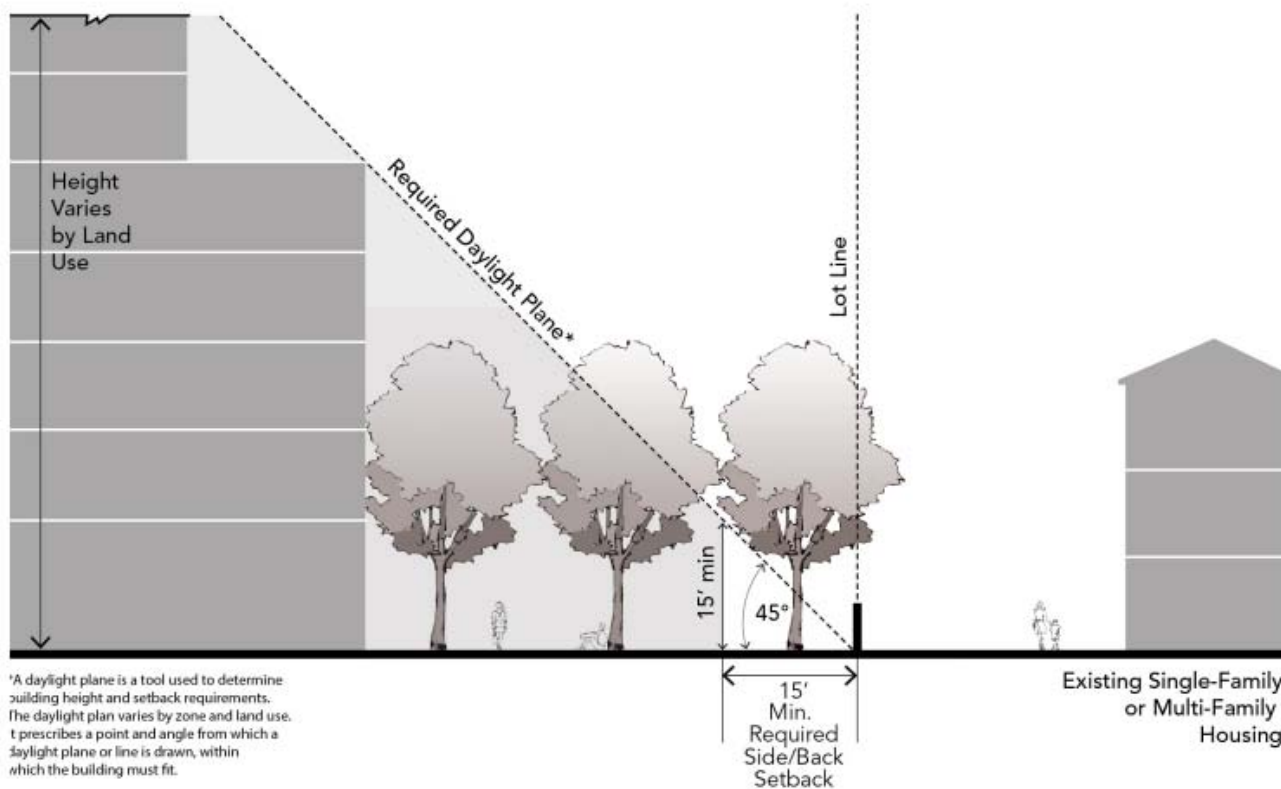 Height
Varies
by Land
Use
Required Daylight Plane*
Lot Line
15' min
45°
15'
Min.
Required
Side/Back
Setback
Existing Single-Family
or Multi-Family
Housing
*A daylight plane is a tool used to determine
building height and setback requirements.
The daylight plan varies by zone and land use.
It prescribes a point and angle from which a
daylight plane or line is drawn, within
which the building must fit.